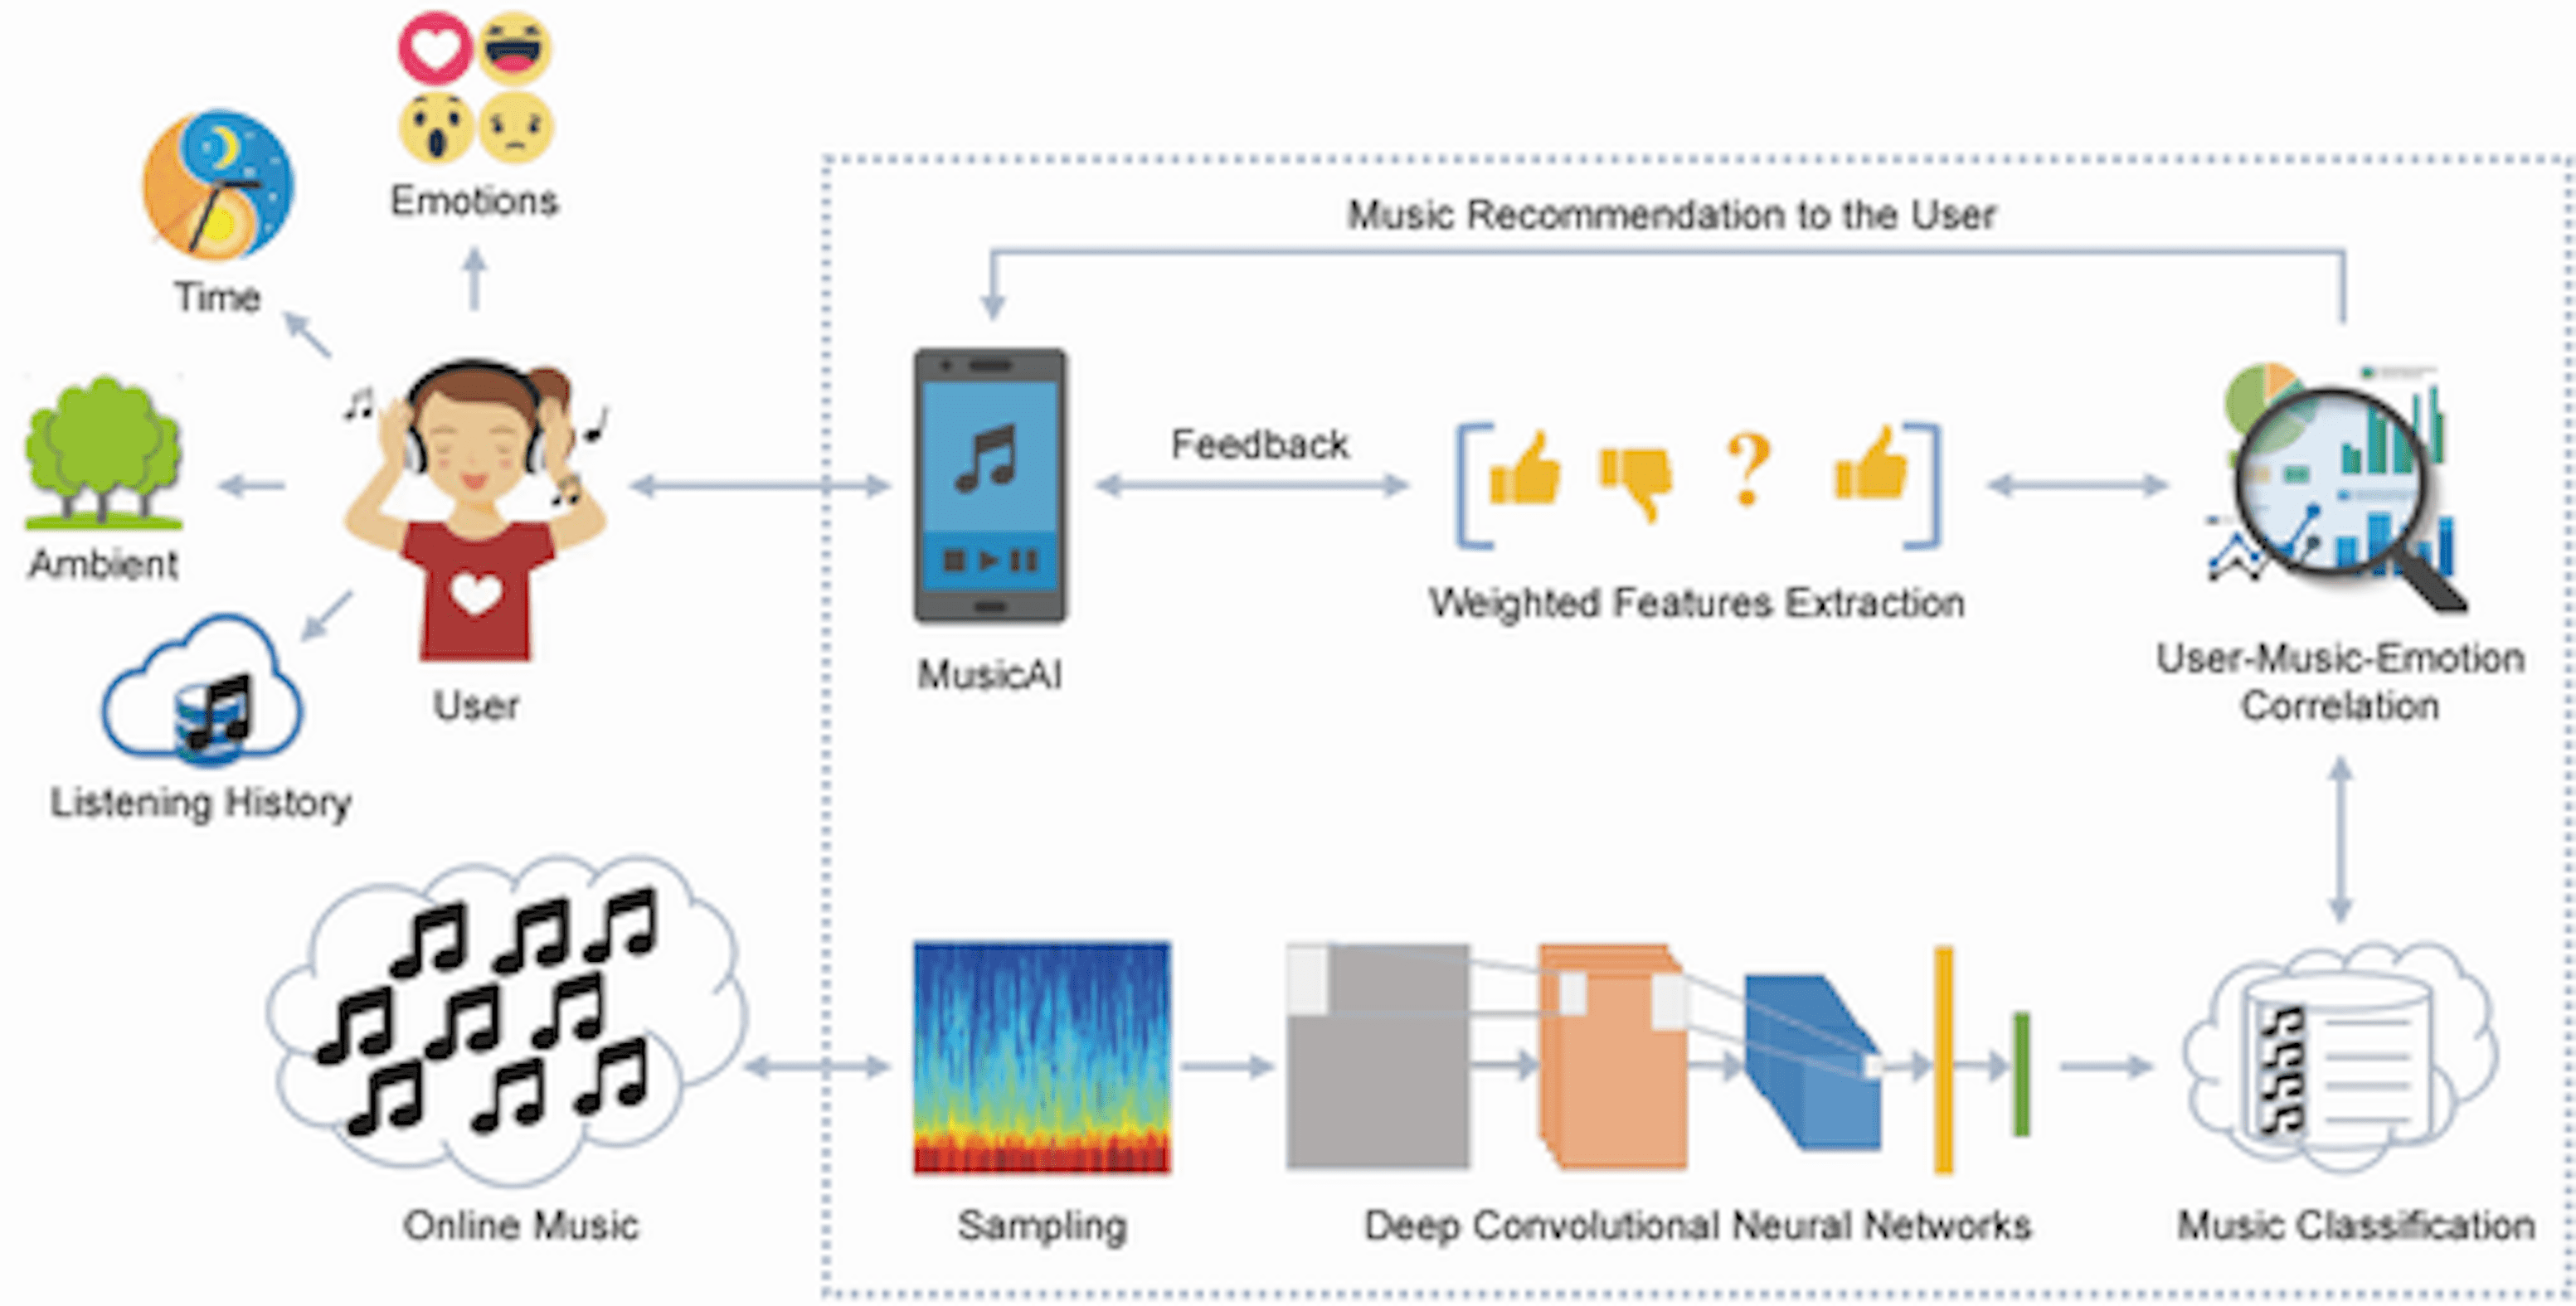 Emotions
Time
Music Recommendation to the User
Feedback
Ambient
Weighted Features Extraction
User-Music-Emotion
Correlation
MusicAI
User
Listening History
Online Music
Sampling
Deep Convolutional Neural Networks
Music Classification